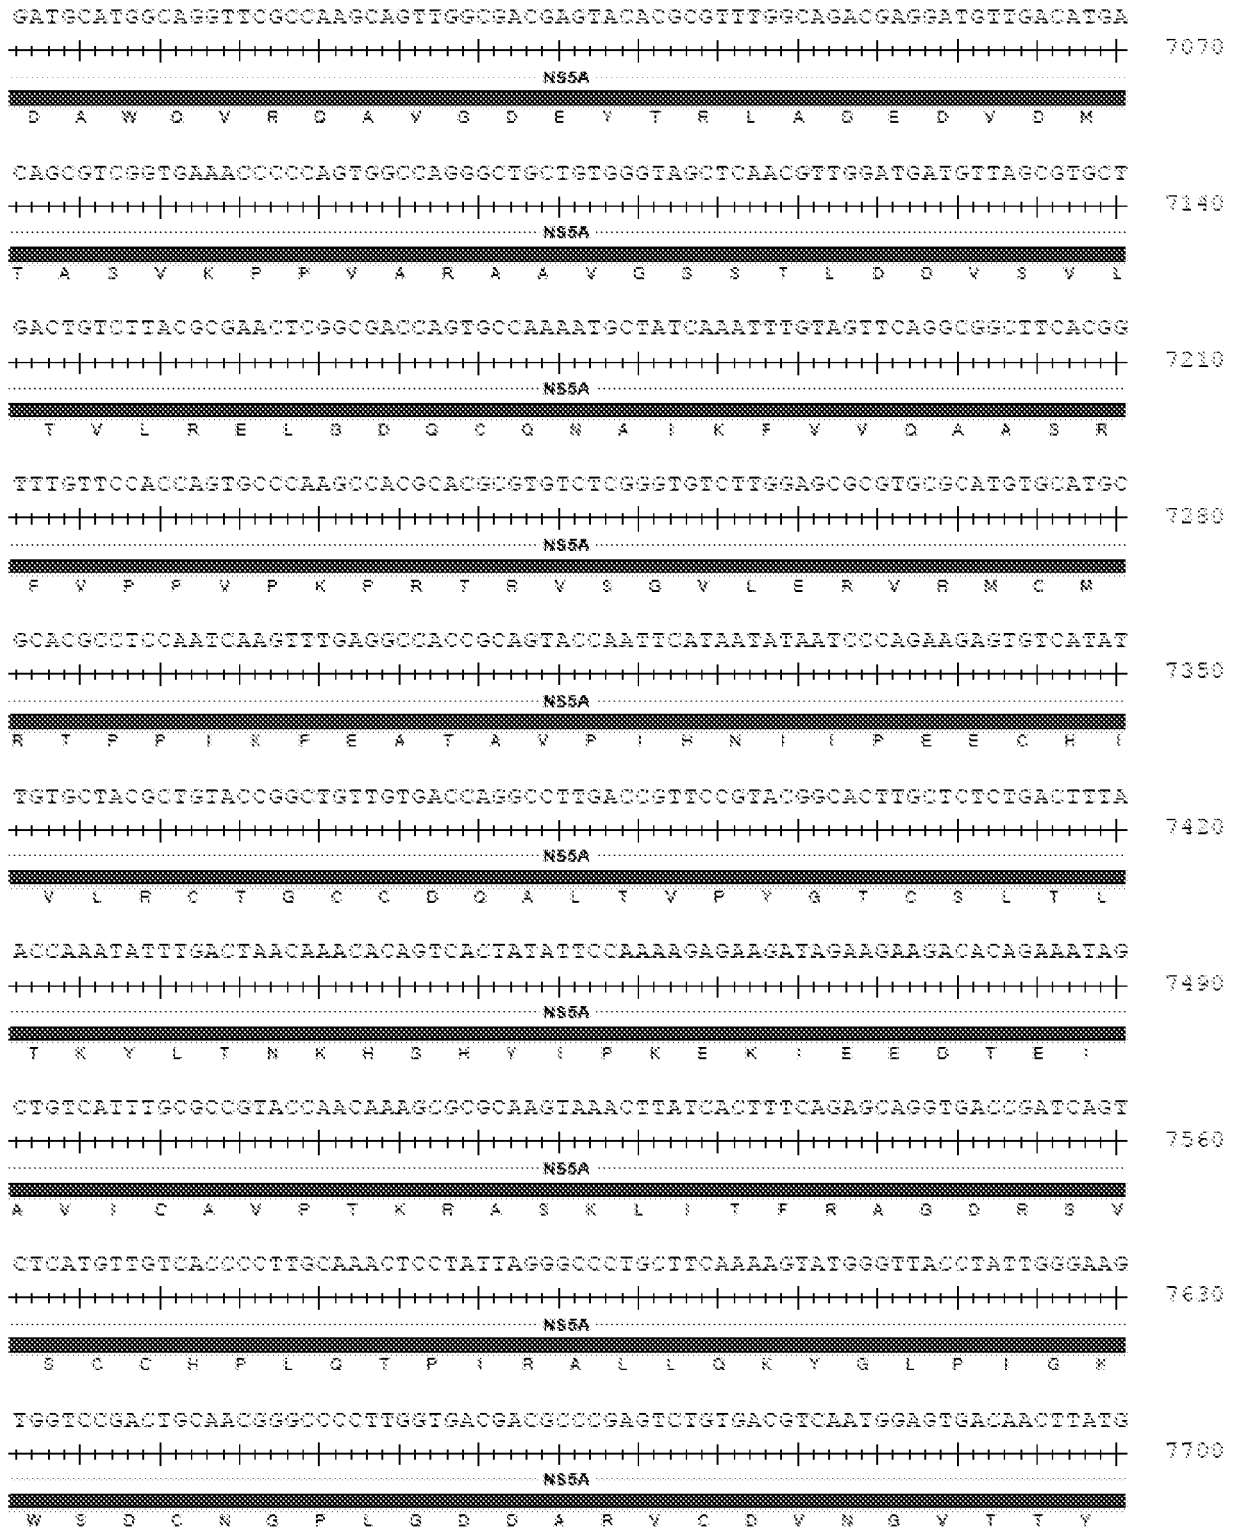 GATGCATGGCAGGTTCGCCAAGCAGTTGGCGACGAGTACACGCGTTTGGCAGACGAGGATGTTGACATGA
7070
NS5A
D A W Q V R Q A V G D E Y T R L A D E D V D M
CAGCGTCGGTGAAACCCCCAGTGGCCAGGGCTGCTGTGGGTAGCTCAACGTTGGATGATGTTAGCGTGCT
7140
NS5A
T A S V K P P V A R A A V G S S T L D D V S V L
GACTGTCTTACGCGAACTCGGCGACCAGTGCCAAAATGCTATCAAATTTGTAGTTCAGGCGGCTTCACGG
7210
NS5A
T V L R E L G D Q C Q N A I K F V V Q A A S R
TTTGTTCCACCAGTGCCCAAGCCACGCACGCGTGTCTCGGGTGTCTTGGAGCGCGTGCGCATGTGCATGC
7280
NS5A
F V P P V P K P R T R V S G V L E R V R M C M
GCACGCCTCCAATCAAGTTTGAGGCCACCGCAGTACCAATTCATAATATAATCCCAGAAGAGTGTCATAT
7350
NS5A
R T P P I K F E A T A V P I H N I I P E E C H I
TGTGCTACGCTGTACCGGCTGTTGTGACCAGGCCTTGACCGTTCCGTACGGCACTTGCTCTCTGACTTTA
7420
NS5A
V L R C T G C C D Q A L T V P Y G T C S L T L
ACCAAATATTTGACTAACAAACACAGTCACTATATTCCAAAAGAGAAGATAGAAGAAGACACAGAAATAG
7490
NS5A
T K Y L T N K H S H Y I P K E K I E E D T E I
CTGTCATTTGCGCCGTACCAACAAAGCGCGCAAGTAAACTTATCACTTTCAGAGCAGGTGACCGATCAGT
7560
NS5A
A V I C A V P T K R A S K L I T F R A G D R S V
CTCATGTTGTCACCCCTTGCAAACTCCTATTAGGGCCCTGCTTCAAAAGTATGGGTTACCTATTGGGAAG
7630
NS5A
S C C H P L Q T P I R A L L Q K Y G L P I G K
TGGTCCGACTGCAACGGGCCCCTTGGTGACGACGCCCGAGTCTGTGACGTCAATGGAGTGACAACTTATG
7700
NS5A
W S D C N G P L G D D A R V C D V N G V T T Y